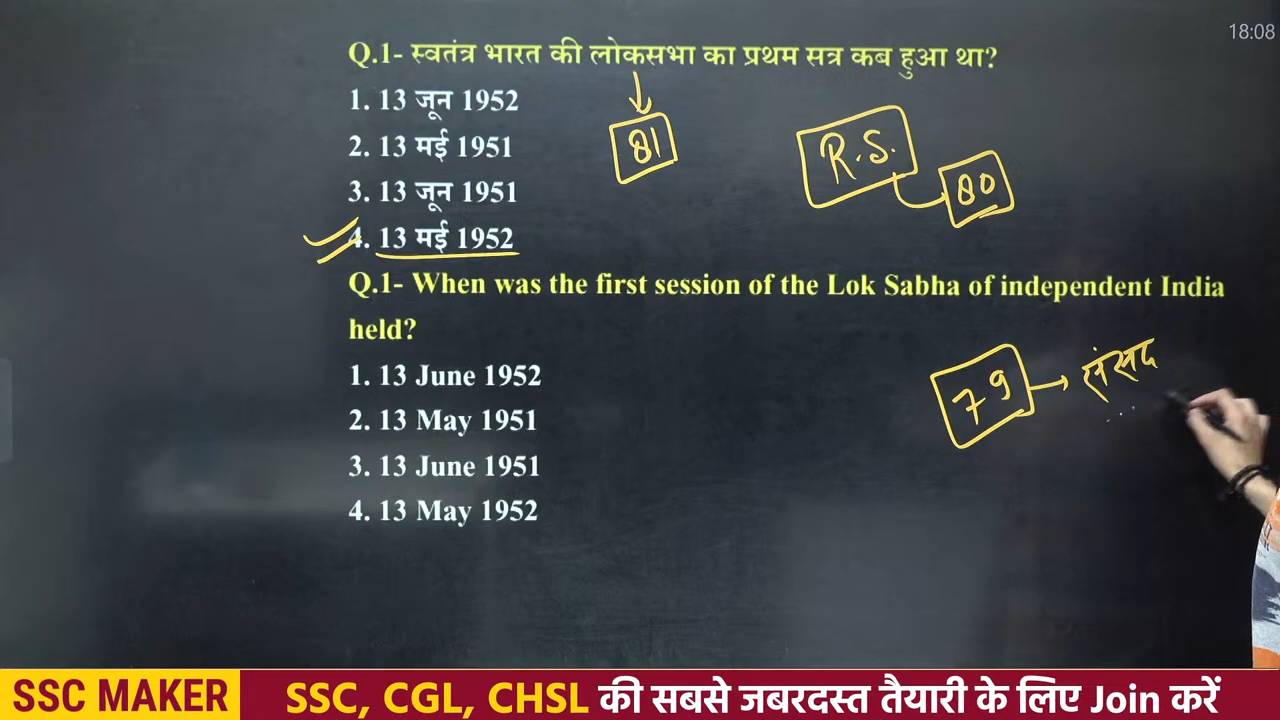 18:08
Q.1- स्वतंत्र भारत की लोकसभा का प्रथम सत्र कब हुआ था?
1. 13 जून 1952
2. 13 मई 1951
3. 13 जून 1951
4. 13 मई 1952
81
R.S.
80
Q.1- When was the first session of the Lok Sabha of independent India
held?
1. 13 June 1952
2. 13 May 1951
3. 13 June 1951
4. 13 May 1952
79 → संसद
SSC MAKER
SSC, CGL, CHSL की सबसे जबरदस्त तैयारी के लिए Join करें